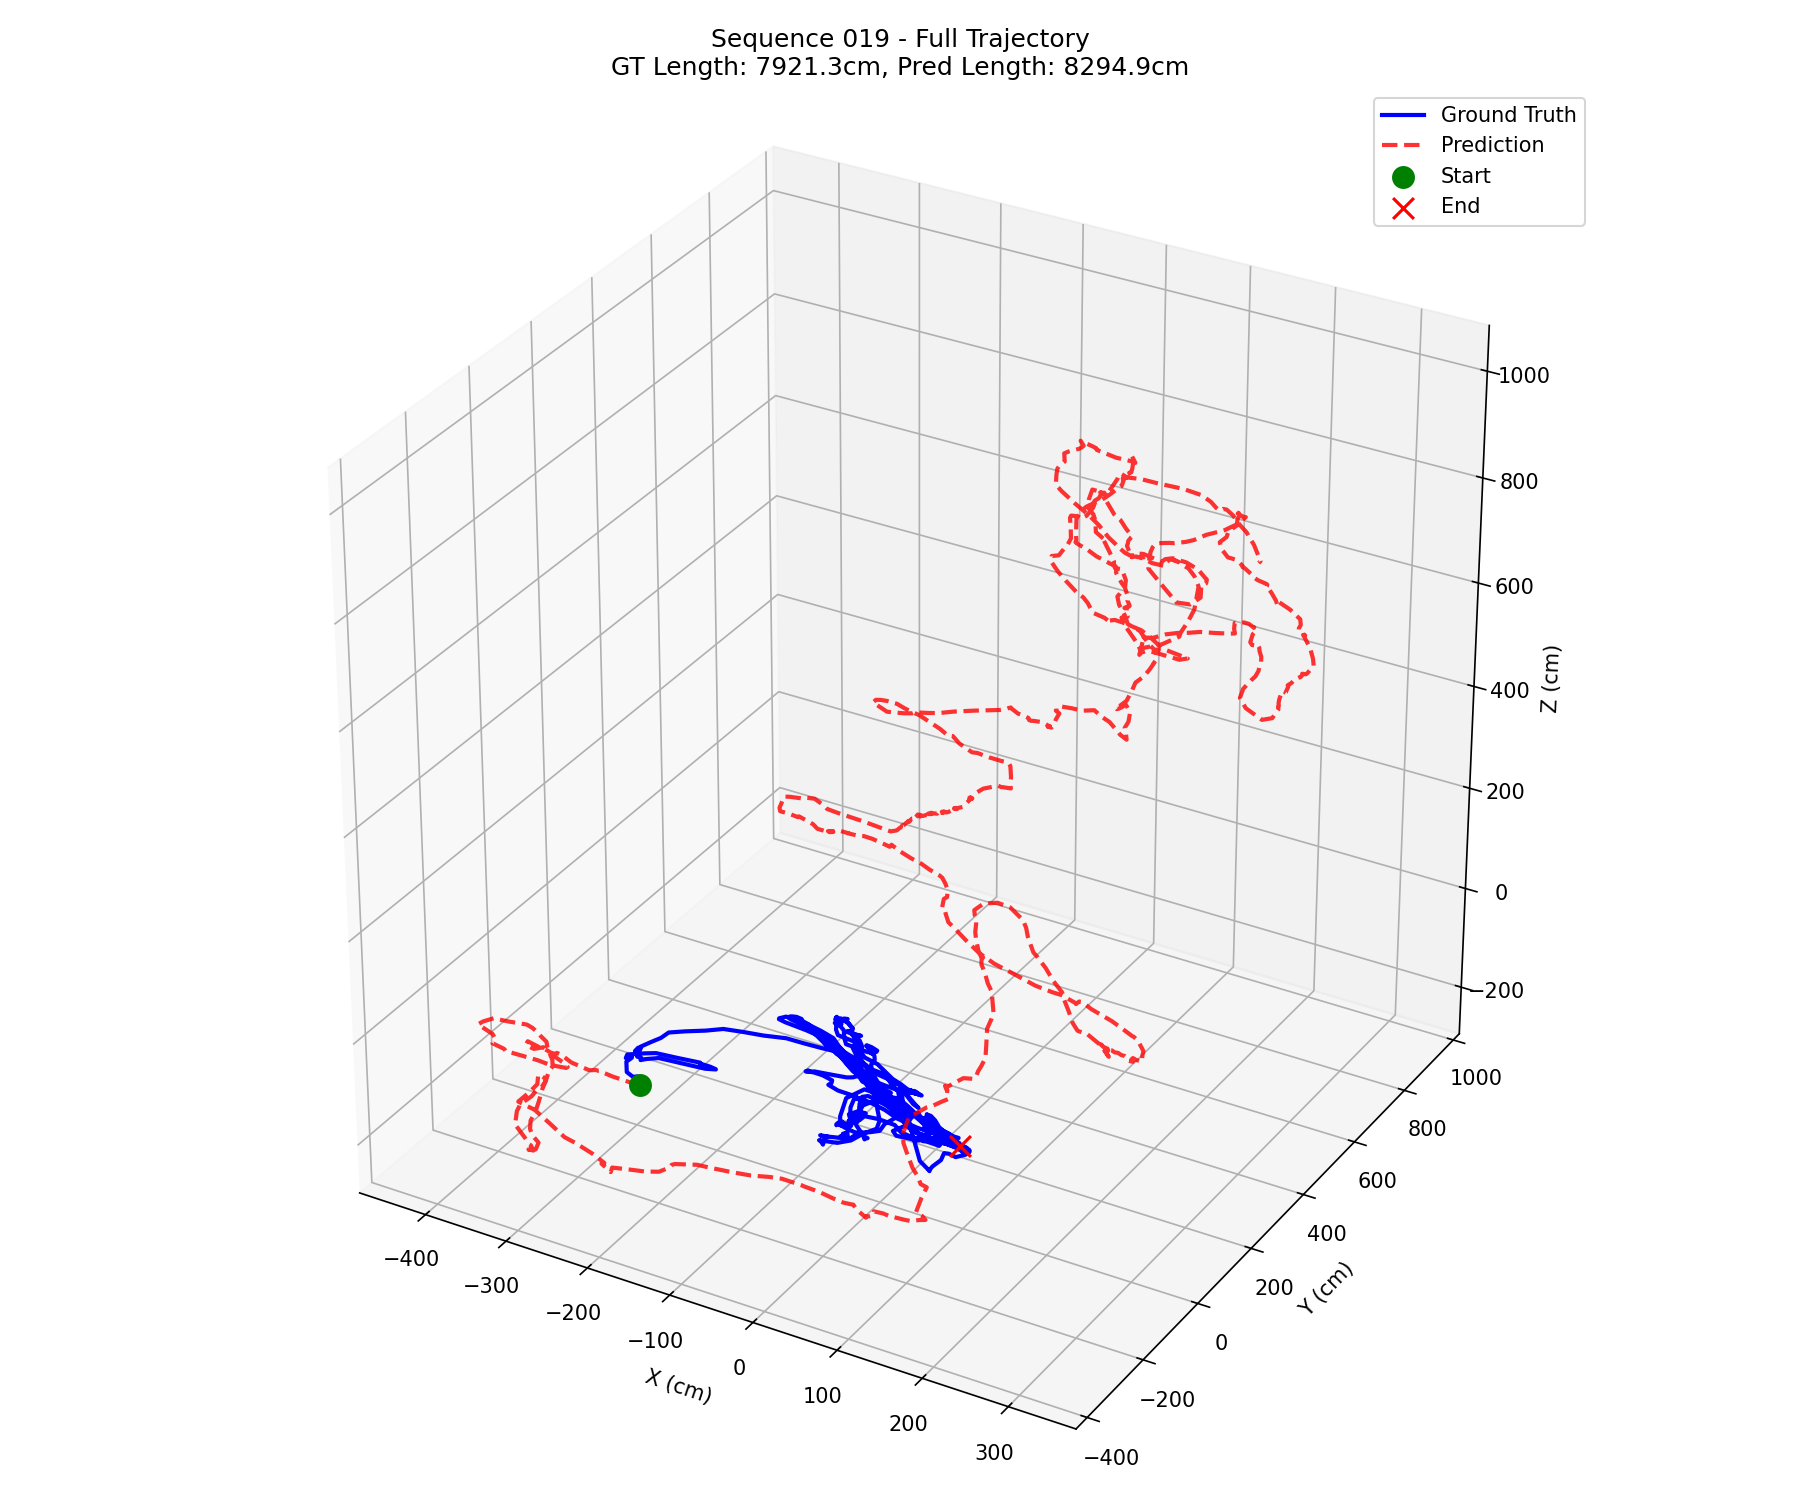 Sequence 019 - Full Trajectory
GT Length: 7921.3cm, Pred Length: 8294.9cm
Ground Truth
Prediction
Start
End
1000
800
600
400
200
0
−200
Z (cm)
1000
800
600
400
200
0
−200
−400
Y (cm)
−400
−300
−200
−100
0
100
200
300
X (cm)